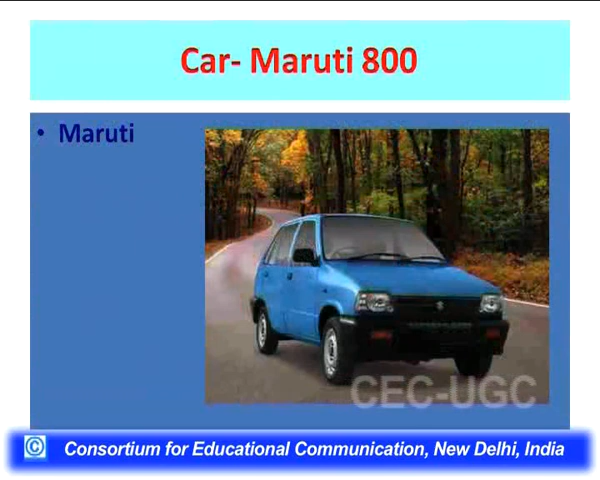 Car- Maruti 800
• Maruti
CEC-UGC
© Consortium for Educational Communication, New Delhi, India